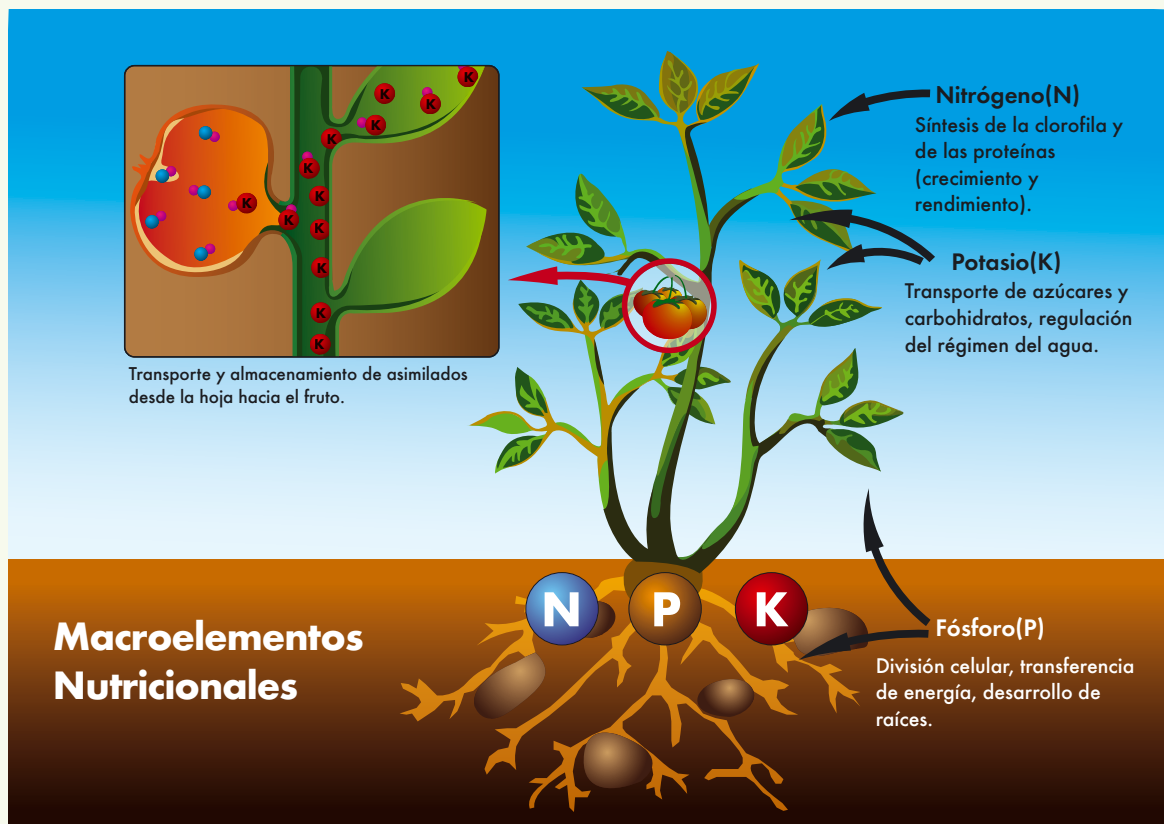 Nitrógeno(N)
Síntesis de la clorofila y
de las proteínas
(crecimiento y
rendimiento).
Potasio(K)
Transporte de azúcares y
carbohidratos, regulación
del régimen del agua.
K
K
K
K
K
K
K
K
K
K
K
K
Transporte y almacenamiento de asimilados
desde la hoja hacia el fruto.
N P K
Macroelementos
Nutricionales
Fósforo(P)
División celular, transferencia
de energía, desarrollo de
raíces.